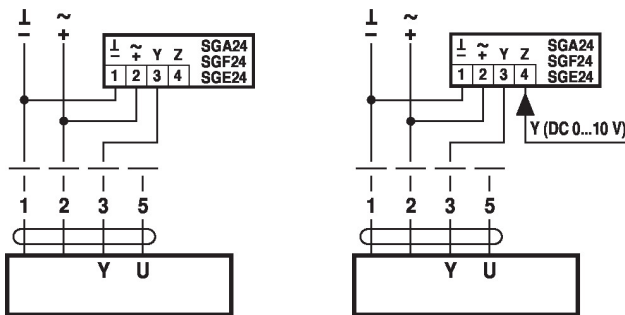 ⊥ ~
– +
⊥ ~ Y Z SGA24
– + SGF24
1 2 3 4 SGE24
1 2 3 5
Y U
⊥ ~
– +
⊥ ~ Y Z SGA24
– + SGF24
1 2 3 4 SGE24
Y (DC 0...10 V)
1 2 3 5
Y U